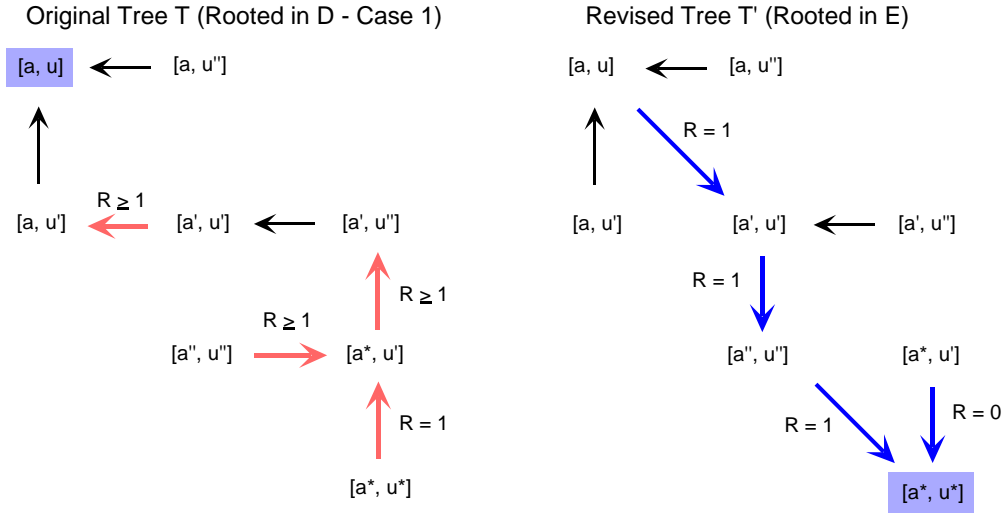 Original Tree T (Rooted in D - Case 1)
[a, u]
[a, u"]
R ≥ 1
[a, u']
[a', u']
[a', u"]
R ≥ 1
R ≥ 1
[a", u"]
[a*, u']
R = 1
[a*, u*]
Revised Tree T' (Rooted in E)
[a, u]
[a, u"]
R = 1
[a, u']
[a', u']
[a', u"]
R = 1
[a", u"]
[a*, u']
R = 1
R = 0
[a*, u*]